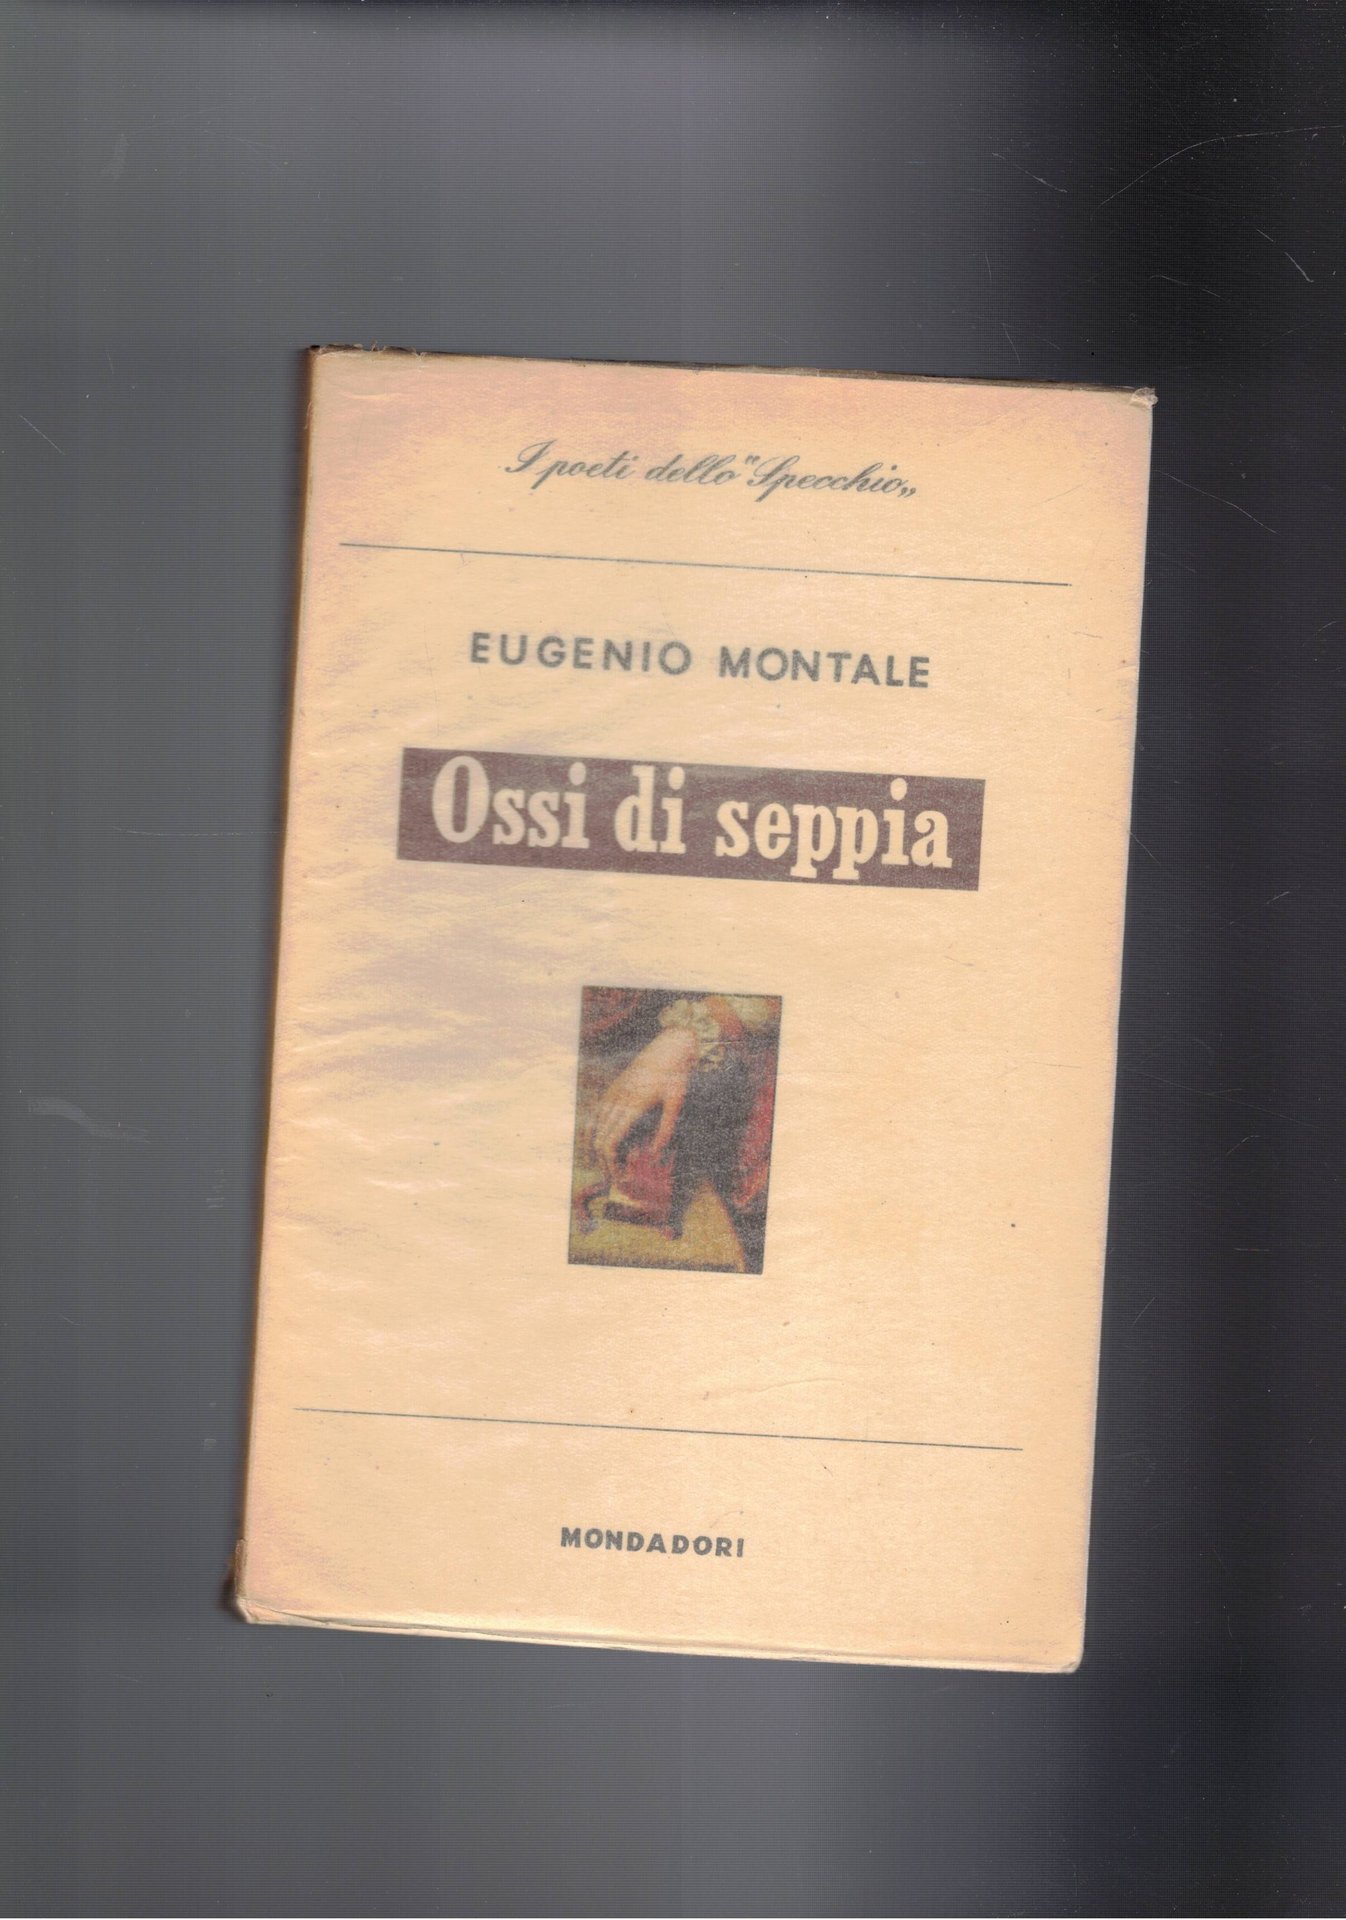 I poeti dello "Specchio„
EUGENIO MONTALE
Ossi di seppia
MONDADORI